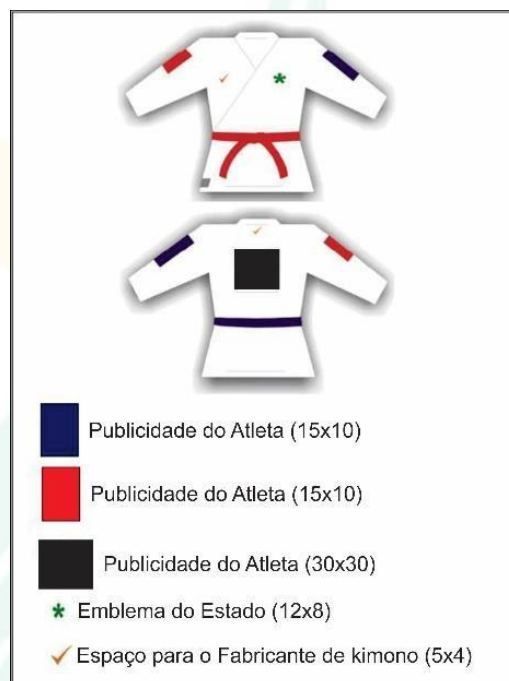 Publicidade do Atleta (15x10)
Publicidade do Atleta (15x10)
Publicidade do Atleta (30x30)
Emblema do Estado (12x8)
Espaço para o Fabricante de kimono (5x4)